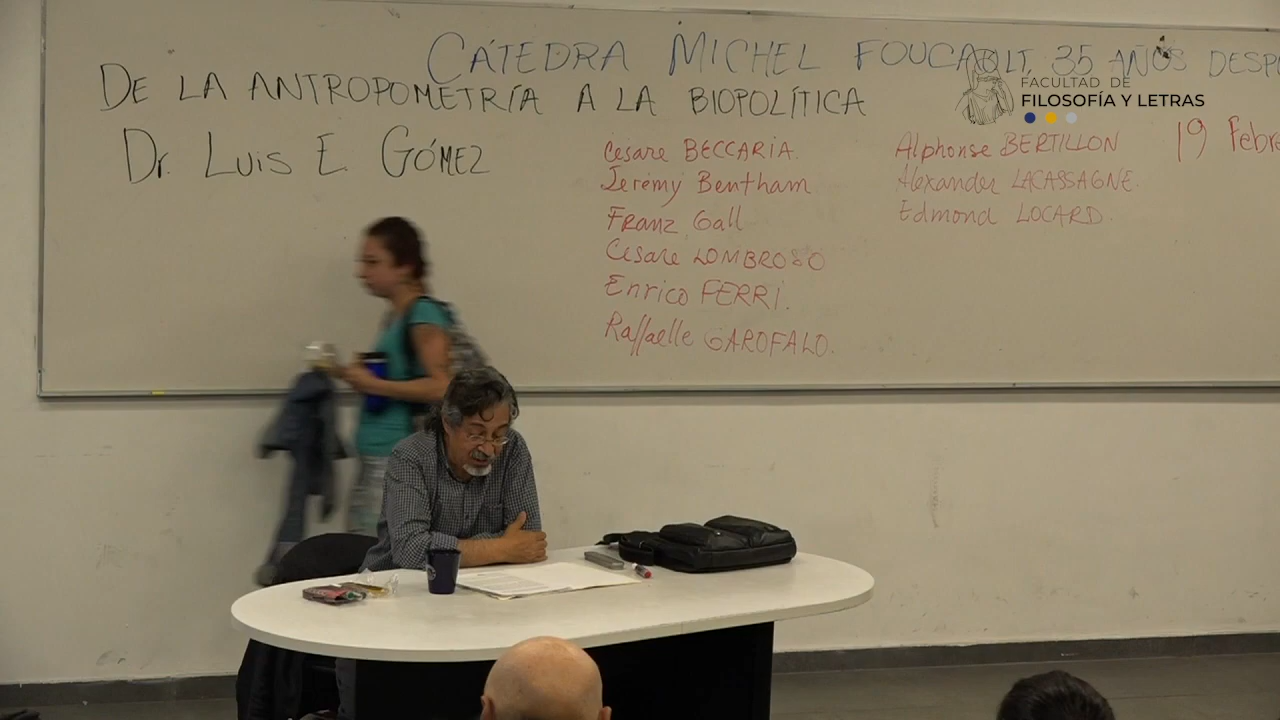 CÁTEDRA MICHEL FOUCAULT, 35 AÑOS DESP
DE LA ANTROPOMETRÍA A LA BIOPOLÍTICA
Dr. LUIS E. GÓMEZ
FACULTAD DE
FILOSOFÍA Y LETRAS
19 Febre
Cesare BECCARIA.
Jeremy Bentham
Franz Gall
Cesare LOMBROSO
Enrico FERRI.
Raffaelle GAROFALO.
Alphonse BERTILLON
Alexander LACASSAGNE.
Edmond LOCARD.